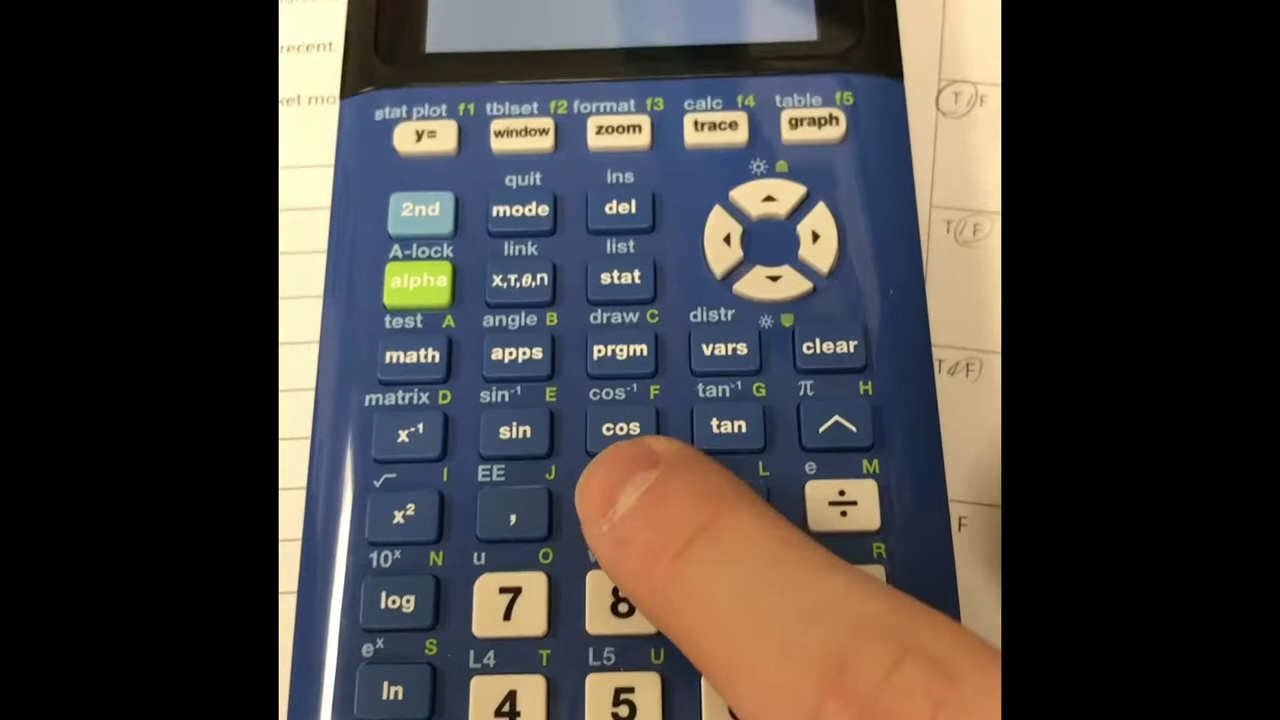 recent.
ket mo
T/F
T/F
T/F)
F
stat plot f1 tblset f2 format f3 calc f4 table f5
y= window zoom trace graph
quit ins
2nd mode del
A-lock link list
alpha X,T,θ,n stat
test A angle B draw C distr
math apps prgm vars clear
matrix D sin⁻¹ E cos⁻¹ F tan⁻¹ G π H
x⁻¹ sin cos tan ^
√ I EE J L e M
x² , ÷
10ˣ N u O R
log 7 8
eˣ S L4 T L5 U
ln 4 5